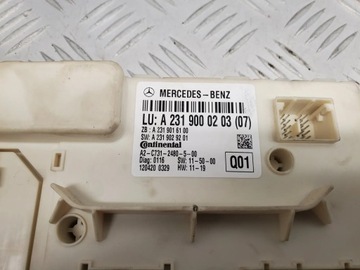 MERCEDES-BENZ
LU: A 231 900 02 03 (07)
ZB: A 231 901 61 00
SW: A 231 902 92 01
Continental
A2-C731-2480-5-00
Diag: 0116 SW: 11-50-00
120420 0329 HW: 11-19
Q01